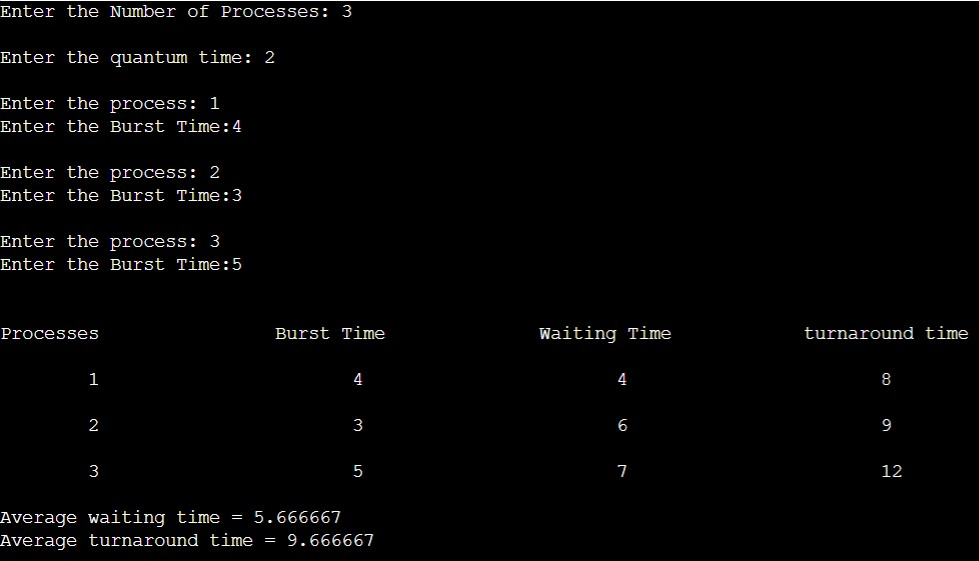 Enter the Number of Processes: 3
Enter the quantum time: 2
Enter the process: 1
Enter the Burst Time:4
Enter the process: 2
Enter the Burst Time:3
Enter the process: 3
Enter the Burst Time:5
Processes Burst Time Waiting Time turnaround time
1 4 4 8
2 3 6 9
3 5 7 12
Average waiting time = 5.666667
Average turnaround time = 9.666667